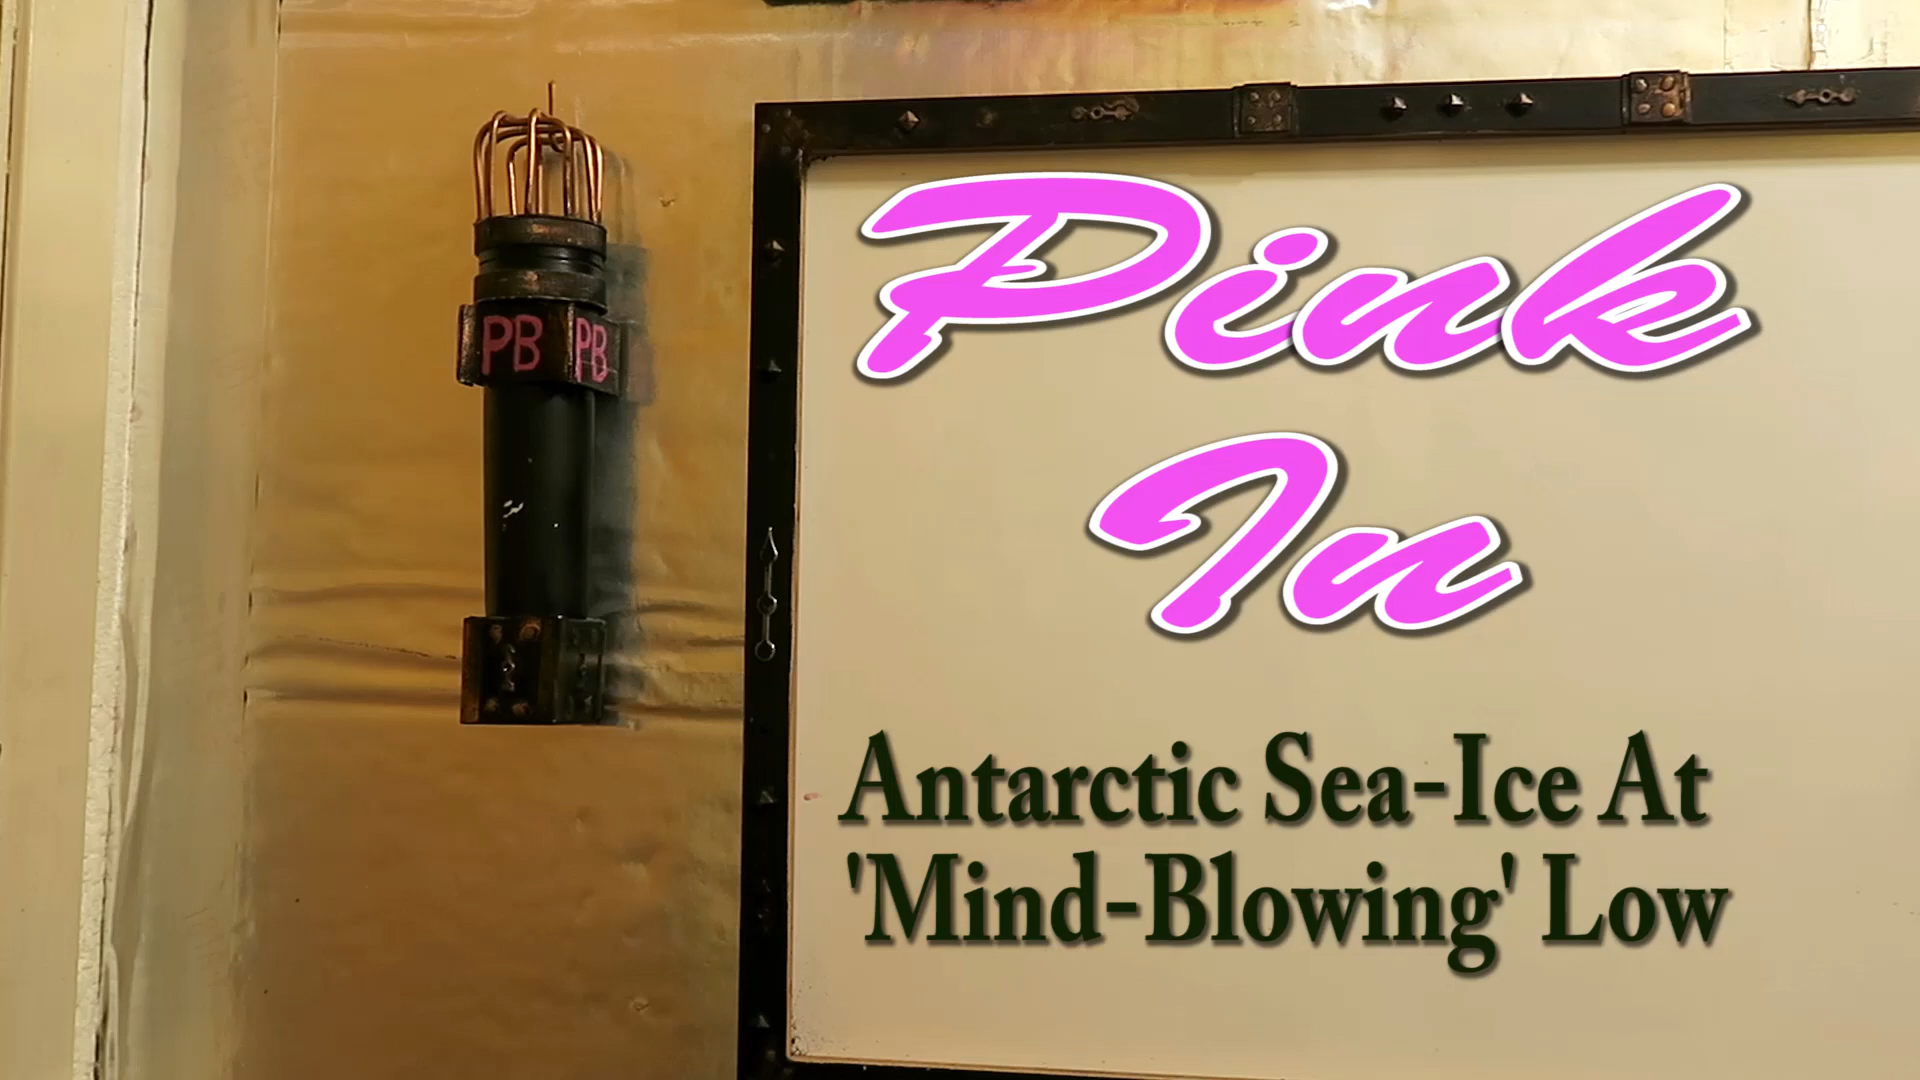 PB PB
Pink
In
Antarctic Sea-Ice At
'Mind-Blowing' Low